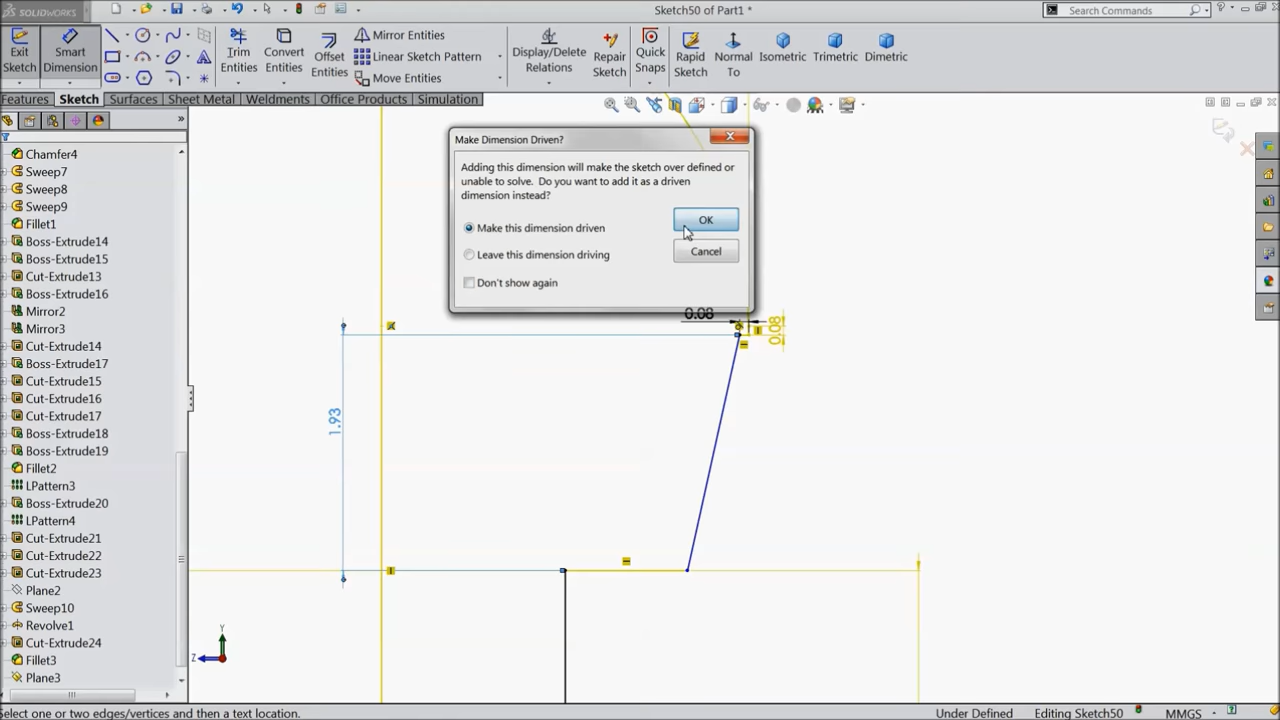 SOLIDWORKS
Sketch50 of Part1 *
Search Commands
Exit Sketch
Smart Dimension
Trim Entities
Convert Entities
Offset Entities
Mirror Entities
Linear Sketch Pattern
Move Entities
Display/Delete Relations
Repair Sketch
Quick Snaps
Rapid Sketch
Normal To
Isometric
Trimetric
Dimetric
Features
Sketch
Surfaces
Sheet Metal
Weldments
Office Products
Simulation
Chamfer4
Sweep7
Sweep8
Sweep9
Fillet1
Boss-Extrude14
Boss-Extrude15
Cut-Extrude13
Boss-Extrude16
Mirror2
Mirror3
Cut-Extrude14
Boss-Extrude17
Cut-Extrude15
Cut-Extrude16
Cut-Extrude17
Boss-Extrude18
Boss-Extrude19
Fillet2
LPattern3
Boss-Extrude20
LPattern4
Cut-Extrude21
Cut-Extrude22
Cut-Extrude23
Plane2
Sweep10
Revolve1
Cut-Extrude24
Fillet3
Plane3
Make Dimension Driven?
Adding this dimension will make the sketch over defined or
unable to solve. Do you want to add it as a driven
dimension instead?
Make this dimension driven
Leave this dimension driving
Don't show again
OK
Cancel
0.08
0.08
1.93
Y
Z
Select one or two edges/vertices and then a text location.
Under Defined
Editing Sketch50
MMGS